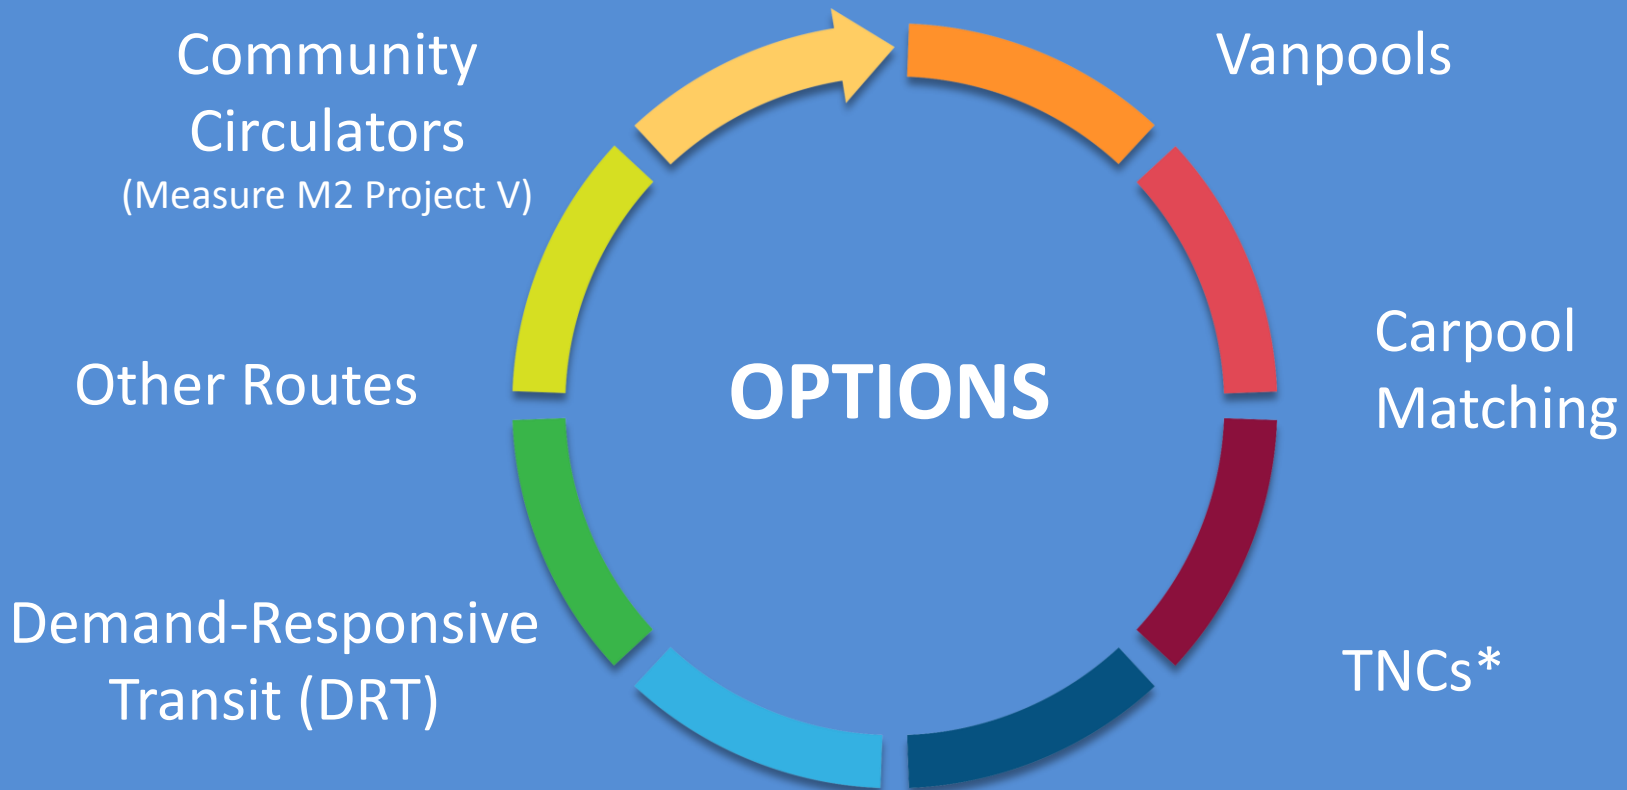 Community
Circulators
(Measure M2 Project V)
Vanpools
Other Routes
OPTIONS
Carpool
Matching
Demand-Responsive
Transit (DRT)
TNCs*